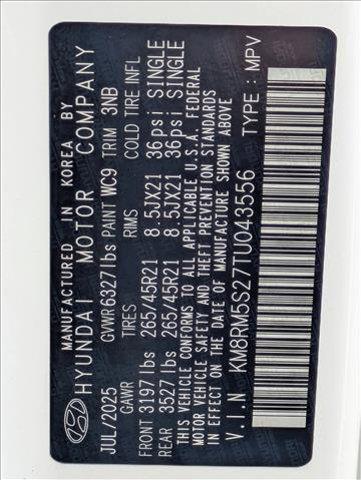 MANUFACTURED IN KOREA BY
HYUNDAI MOTOR COMPANY
JUL/2025 GVWR 6327lbs PAINT WC9 TRIM 3NB
GAWR TIRES RIMS COLD TIRE INFL
FRONT 3197lbs 265/45R21 8.5JX21 36psi SINGLE
REAR 3527lbs 265/45R21 8.5JX21 36psi SINGLE
THIS VEHICLE CONFORMS TO ALL APPLICABLE U.S.A. FEDERAL
MOTOR VEHICLE SAFETY AND THEFT PREVENTION STANDARDS
IN EFFECT ON THE DATE OF MANUFACTURE SHOWN ABOVE
V.I.N KM8RM5S27TU043556 TYPE: MPV